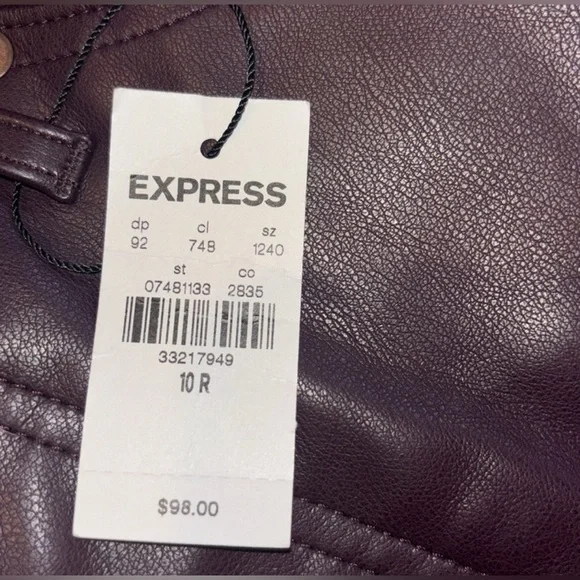 EXPRESS
dp cl sz
92 748 1240
st co
07481133 2835
33217949
10 R
$98.00